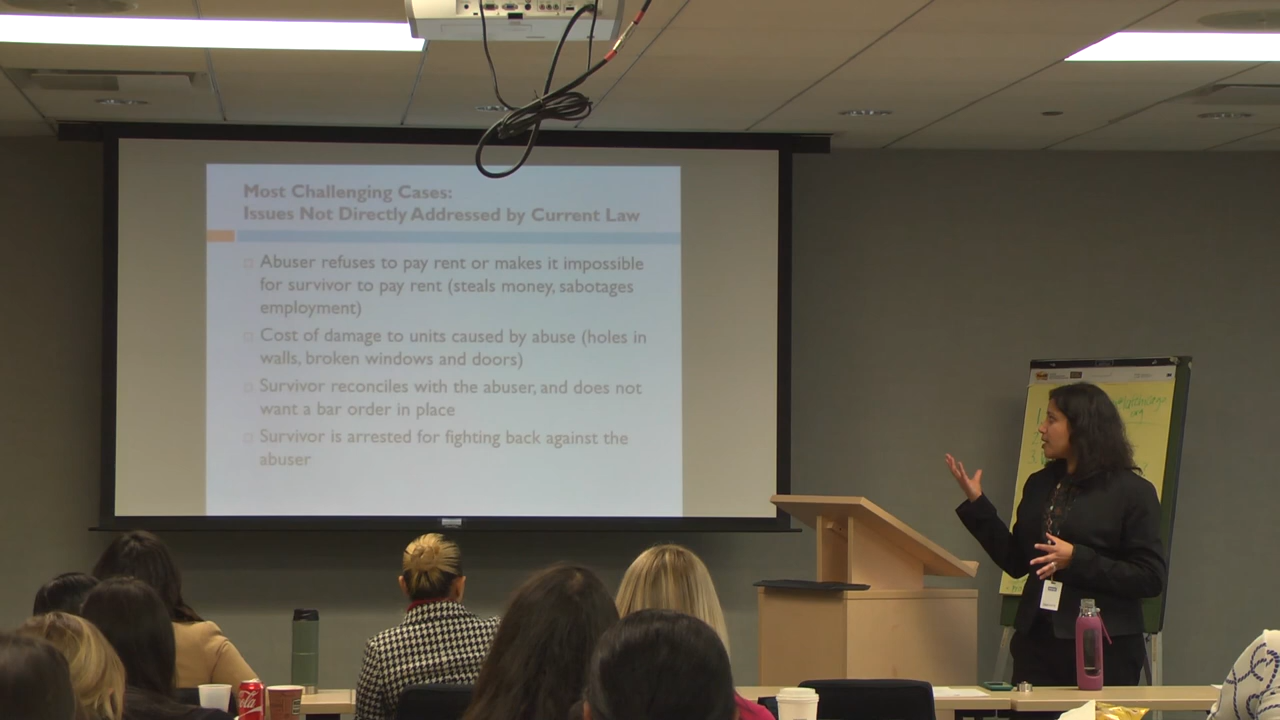 Most Challenging Cases:
Issues Not Directly Addressed by Current Law
Abuser refuses to pay rent or makes it impossible
for survivor to pay rent (steals money, sabotages
employment)
Cost of damage to units caused by abuse (holes in
walls, broken windows and doors)
Survivor reconciles with the abuser, and does not
want a bar order in place
Survivor is arrested for fighting back against the
abuser